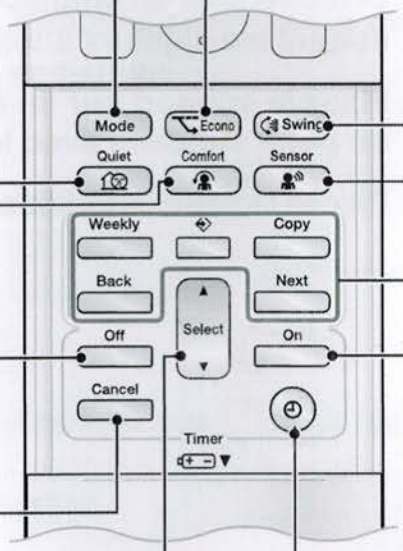 Mode
Econo
Swing
Quiet
Comfort
Sensor
Weekly
Copy
Back
Next
Select
Off
On
Cancel
Timer